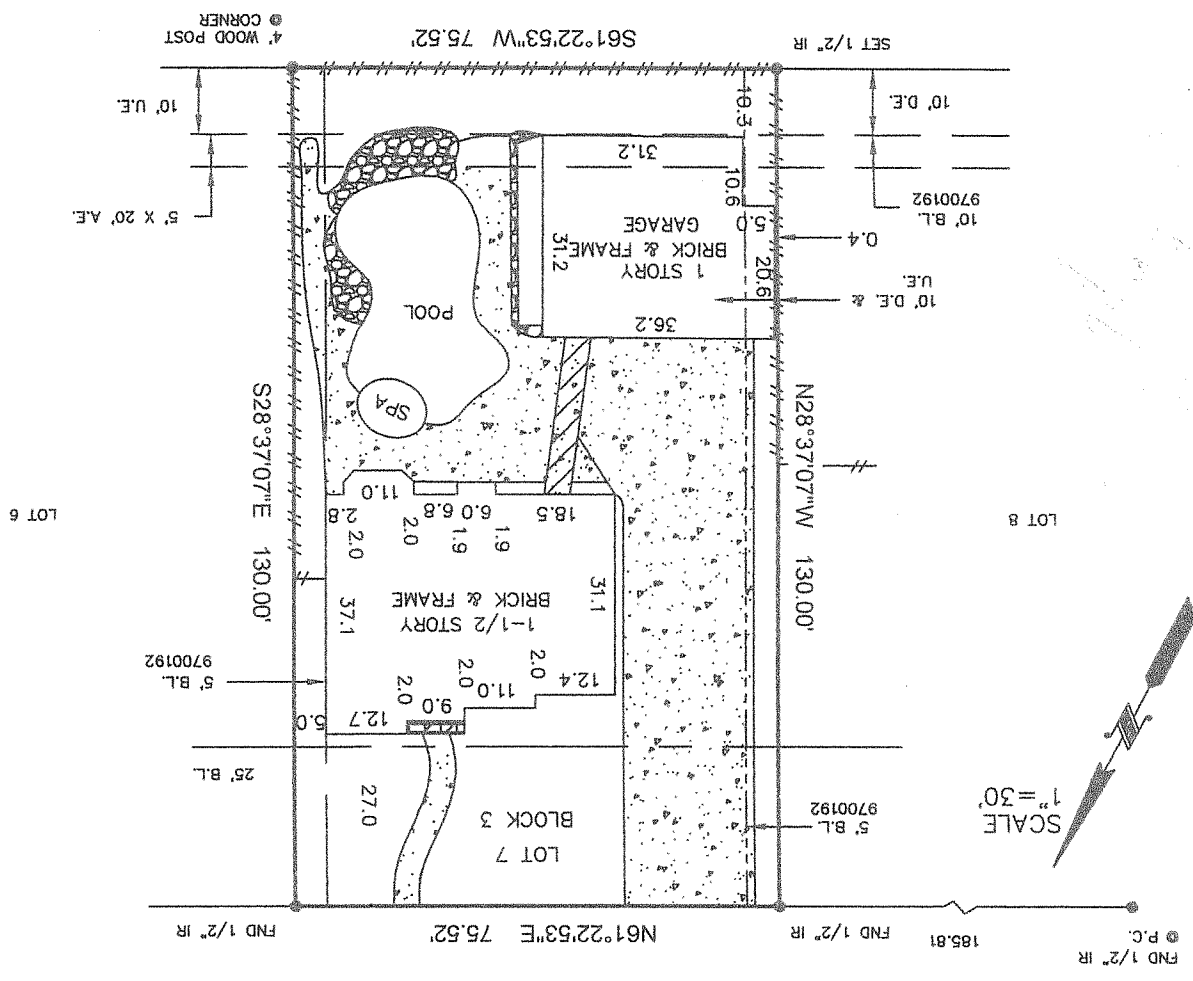 FND 1/2" IR
@ P.C.
185.81
FND 1/2" IR
N61°22'53"E 75.52'
FND 1/2" IR
SCALE
1"=30'
5' B.L.
9700192
LOT 7
BLOCK 3
27.0
25' B.L.
12.4
2.0
11.0
2.0
9.0
2.0
12.7
5.0
5' B.L.
9700192
1-1/2 STORY
BRICK & FRAME
31.1
37.1
LOT 8
LOT 6
N28°37'07"W 130.00'
S28°37'07"E 130.00'
18.5
1.9
6.0
1.9
6.8
2.0
11.0
2.0
2.8
SPA
POOL
36.2
10' D.E. &
U.E.
0.4
20.6
1 STORY
BRICK & FRAME
GARAGE
31.2
5.0
10.6
31.2
10' B.L.
9700192
5' X 20' A.E.
10' D.E.
10.3
10' U.E.
SET 1/2" IR
S61°22'53"W 75.52'
4' WOOD POST
@ CORNER